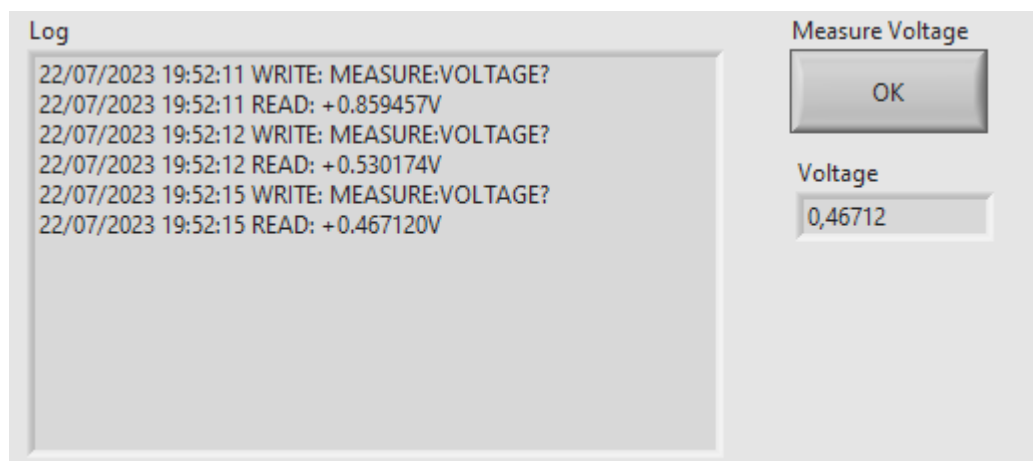 Log
22/07/2023 19:52:11 WRITE: MEASURE:VOLTAGE?
22/07/2023 19:52:11 READ: +0.859457V
22/07/2023 19:52:12 WRITE: MEASURE:VOLTAGE?
22/07/2023 19:52:12 READ: +0.530174V
22/07/2023 19:52:15 WRITE: MEASURE:VOLTAGE?
22/07/2023 19:52:15 READ: +0.467120V
Measure Voltage
OK
Voltage
0,46712